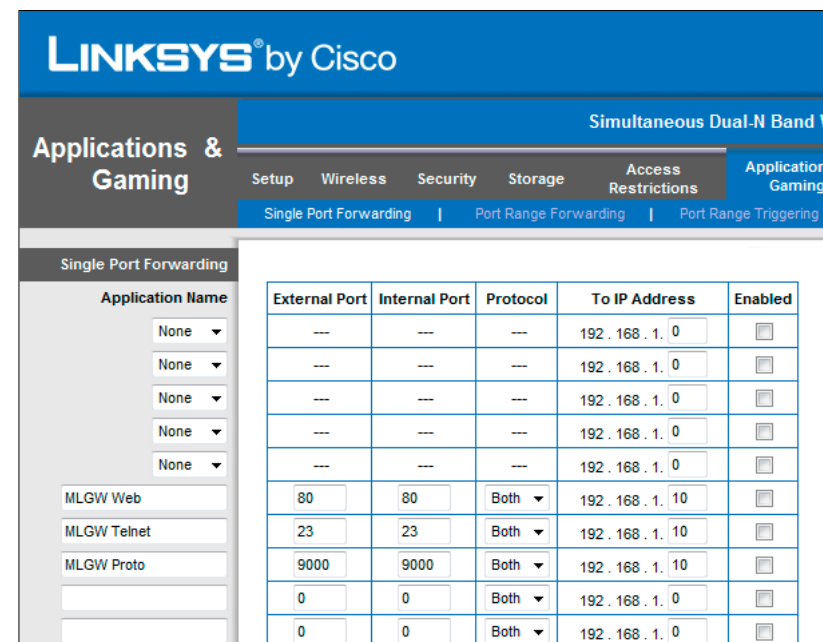 LINKSYS® by Cisco
Simultaneous Dual-N Band
Applications & Gaming
Setup Wireless Security Storage Access Restrictions Application Gaming
Single Port Forwarding | Port Range Forwarding | Port Range Triggering
Single Port Forwarding
Application Name External Port Internal Port Protocol To IP Address Enabled
None --- --- --- 192 . 168 . 1. 0
None --- --- --- 192 . 168 . 1. 0
None --- --- --- 192 . 168 . 1. 0
None --- --- --- 192 . 168 . 1. 0
None --- --- --- 192 . 168 . 1. 0
MLGW Web 80 80 Both 192 . 168 . 1. 10
MLGW Telnet 23 23 Both 192 . 168 . 1. 10
MLGW Proto 9000 9000 Both 192 . 168 . 1. 10
0 0 Both 192 . 168 . 1. 0
0 0 Both 192 . 168 . 1. 0